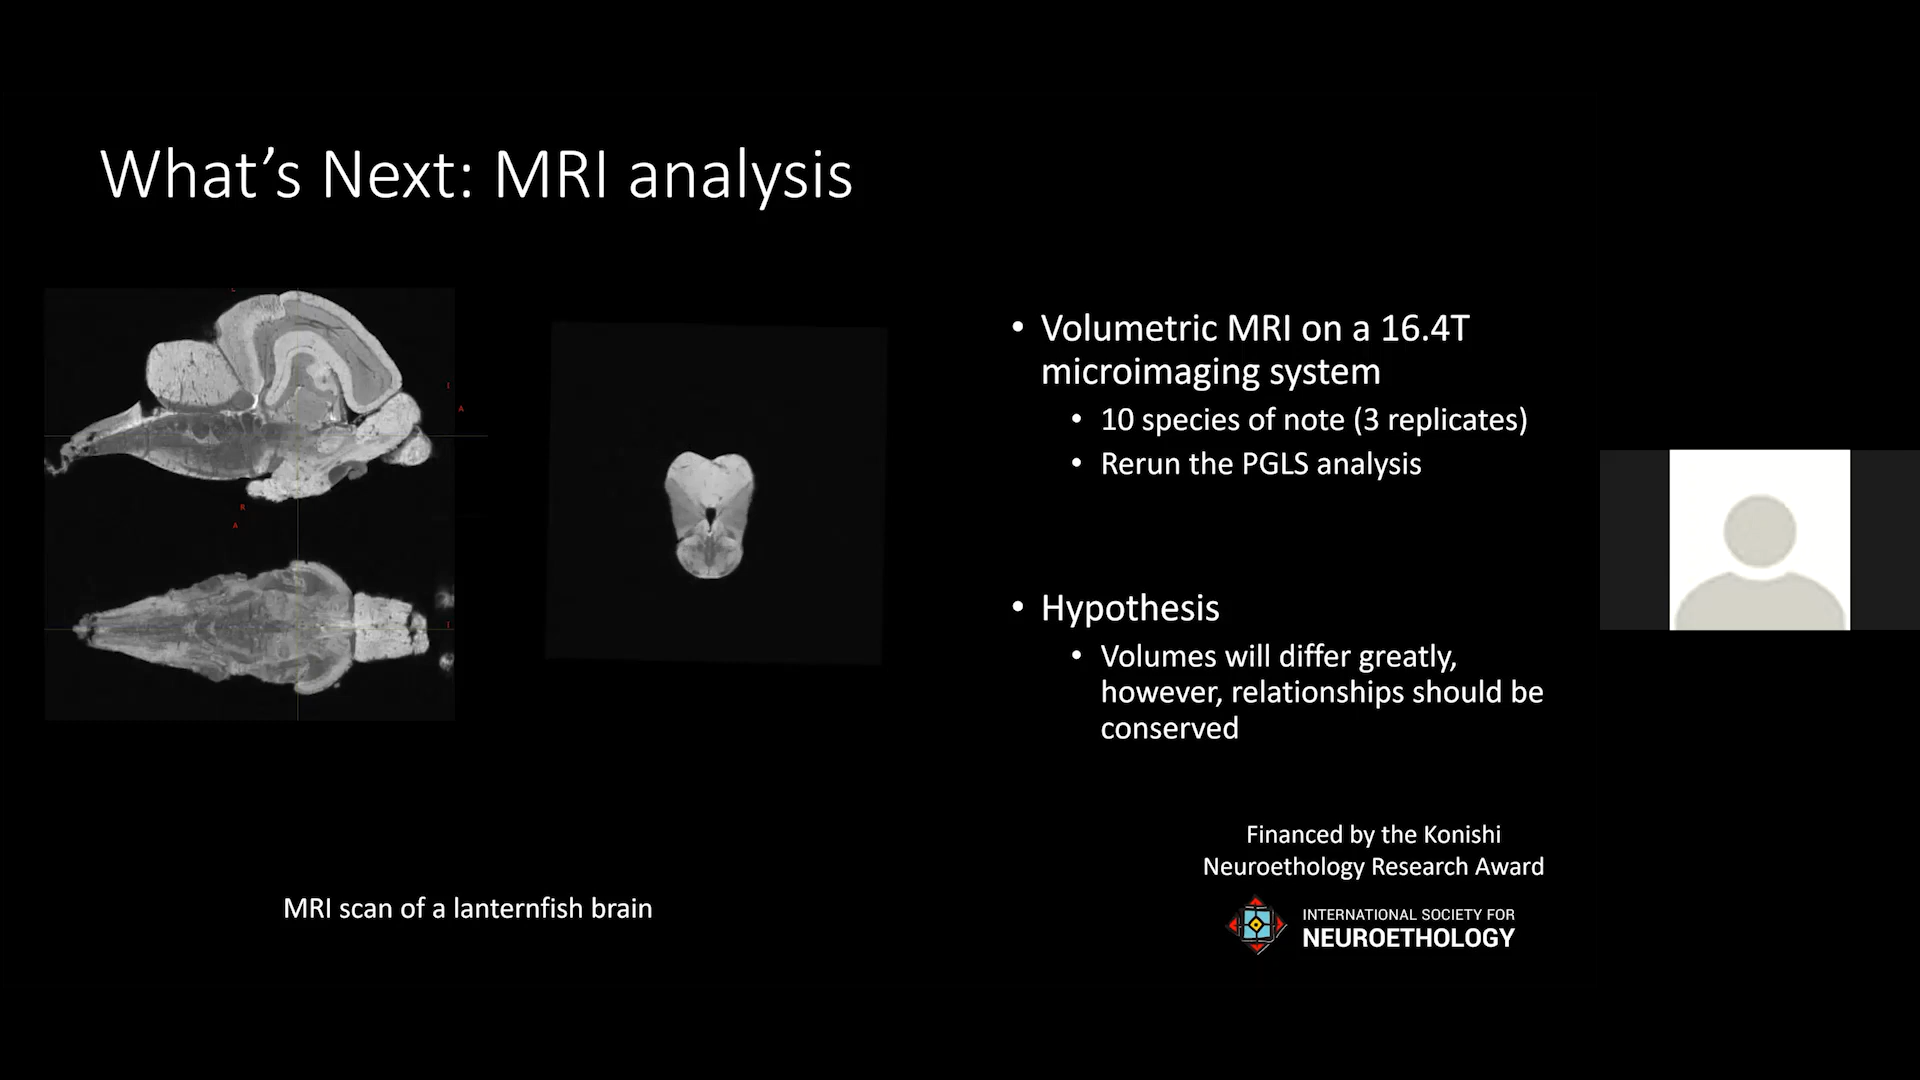 What’s Next: MRI analysis
• Volumetric MRI on a 16.4T
microimaging system
• 10 species of note (3 replicates)
• Rerun the PGLS analysis
• Hypothesis
• Volumes will differ greatly,
however, relationships should be
conserved
Financed by the Konishi
Neuroethology Research Award
INTERNATIONAL SOCIETY FOR
NEUROETHOLOGY
MRI scan of a lanternfish brain
L
I
A
R
A
I